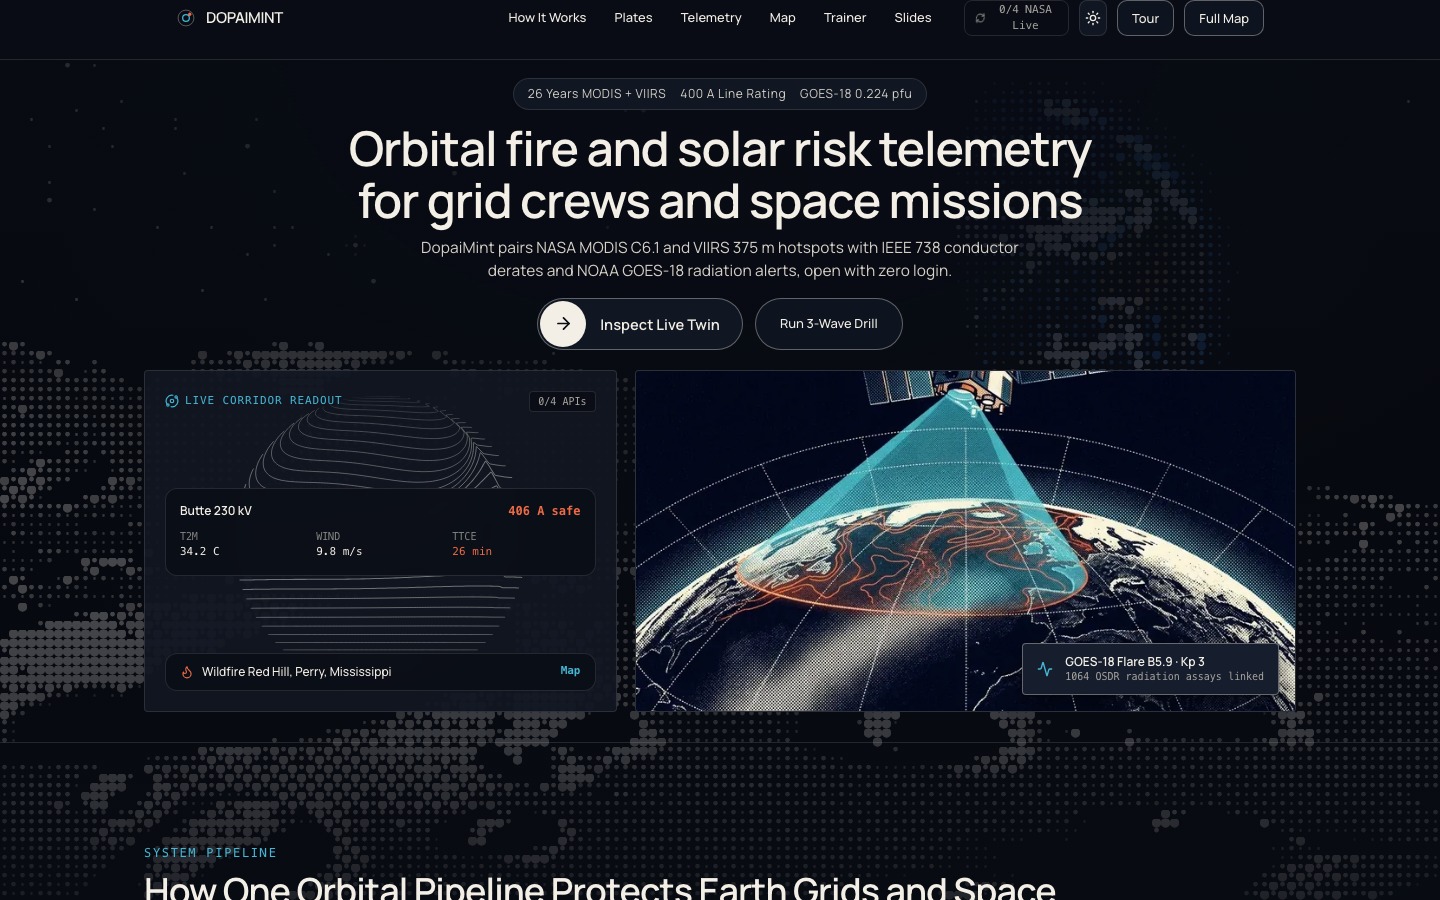 DOPAIMINT
How It Works
Plates
Telemetry
Map
Trainer
Slides
0/4 NASA
Live
Tour
Full Map
26 Years MODIS + VIIRS 400 A Line Rating GOES-18 0.224 pfu
Orbital fire and solar risk telemetry
for grid crews and space missions
DopaiMint pairs NASA MODIS C6.1 and VIIRS 375 m hotspots with IEEE 738 conductor
derates and NOAA GOES-18 radiation alerts, open with zero login.
Inspect Live Twin
Run 3-Wave Drill
LIVE CORRIDOR READOUT
0/4 APIs
Butte 230 kV
406 A safe
T2M WIND TTCE
34.2 C 9.8 m/s 26 min
Wildfire Red Hill, Perry, Mississippi
Map
GOES-18 Flare B5.9 · Kp 3
1064 OSDR radiation assays linked
SYSTEM PIPELINE
How One Orbital Pipeline Protects Earth Grids and Space